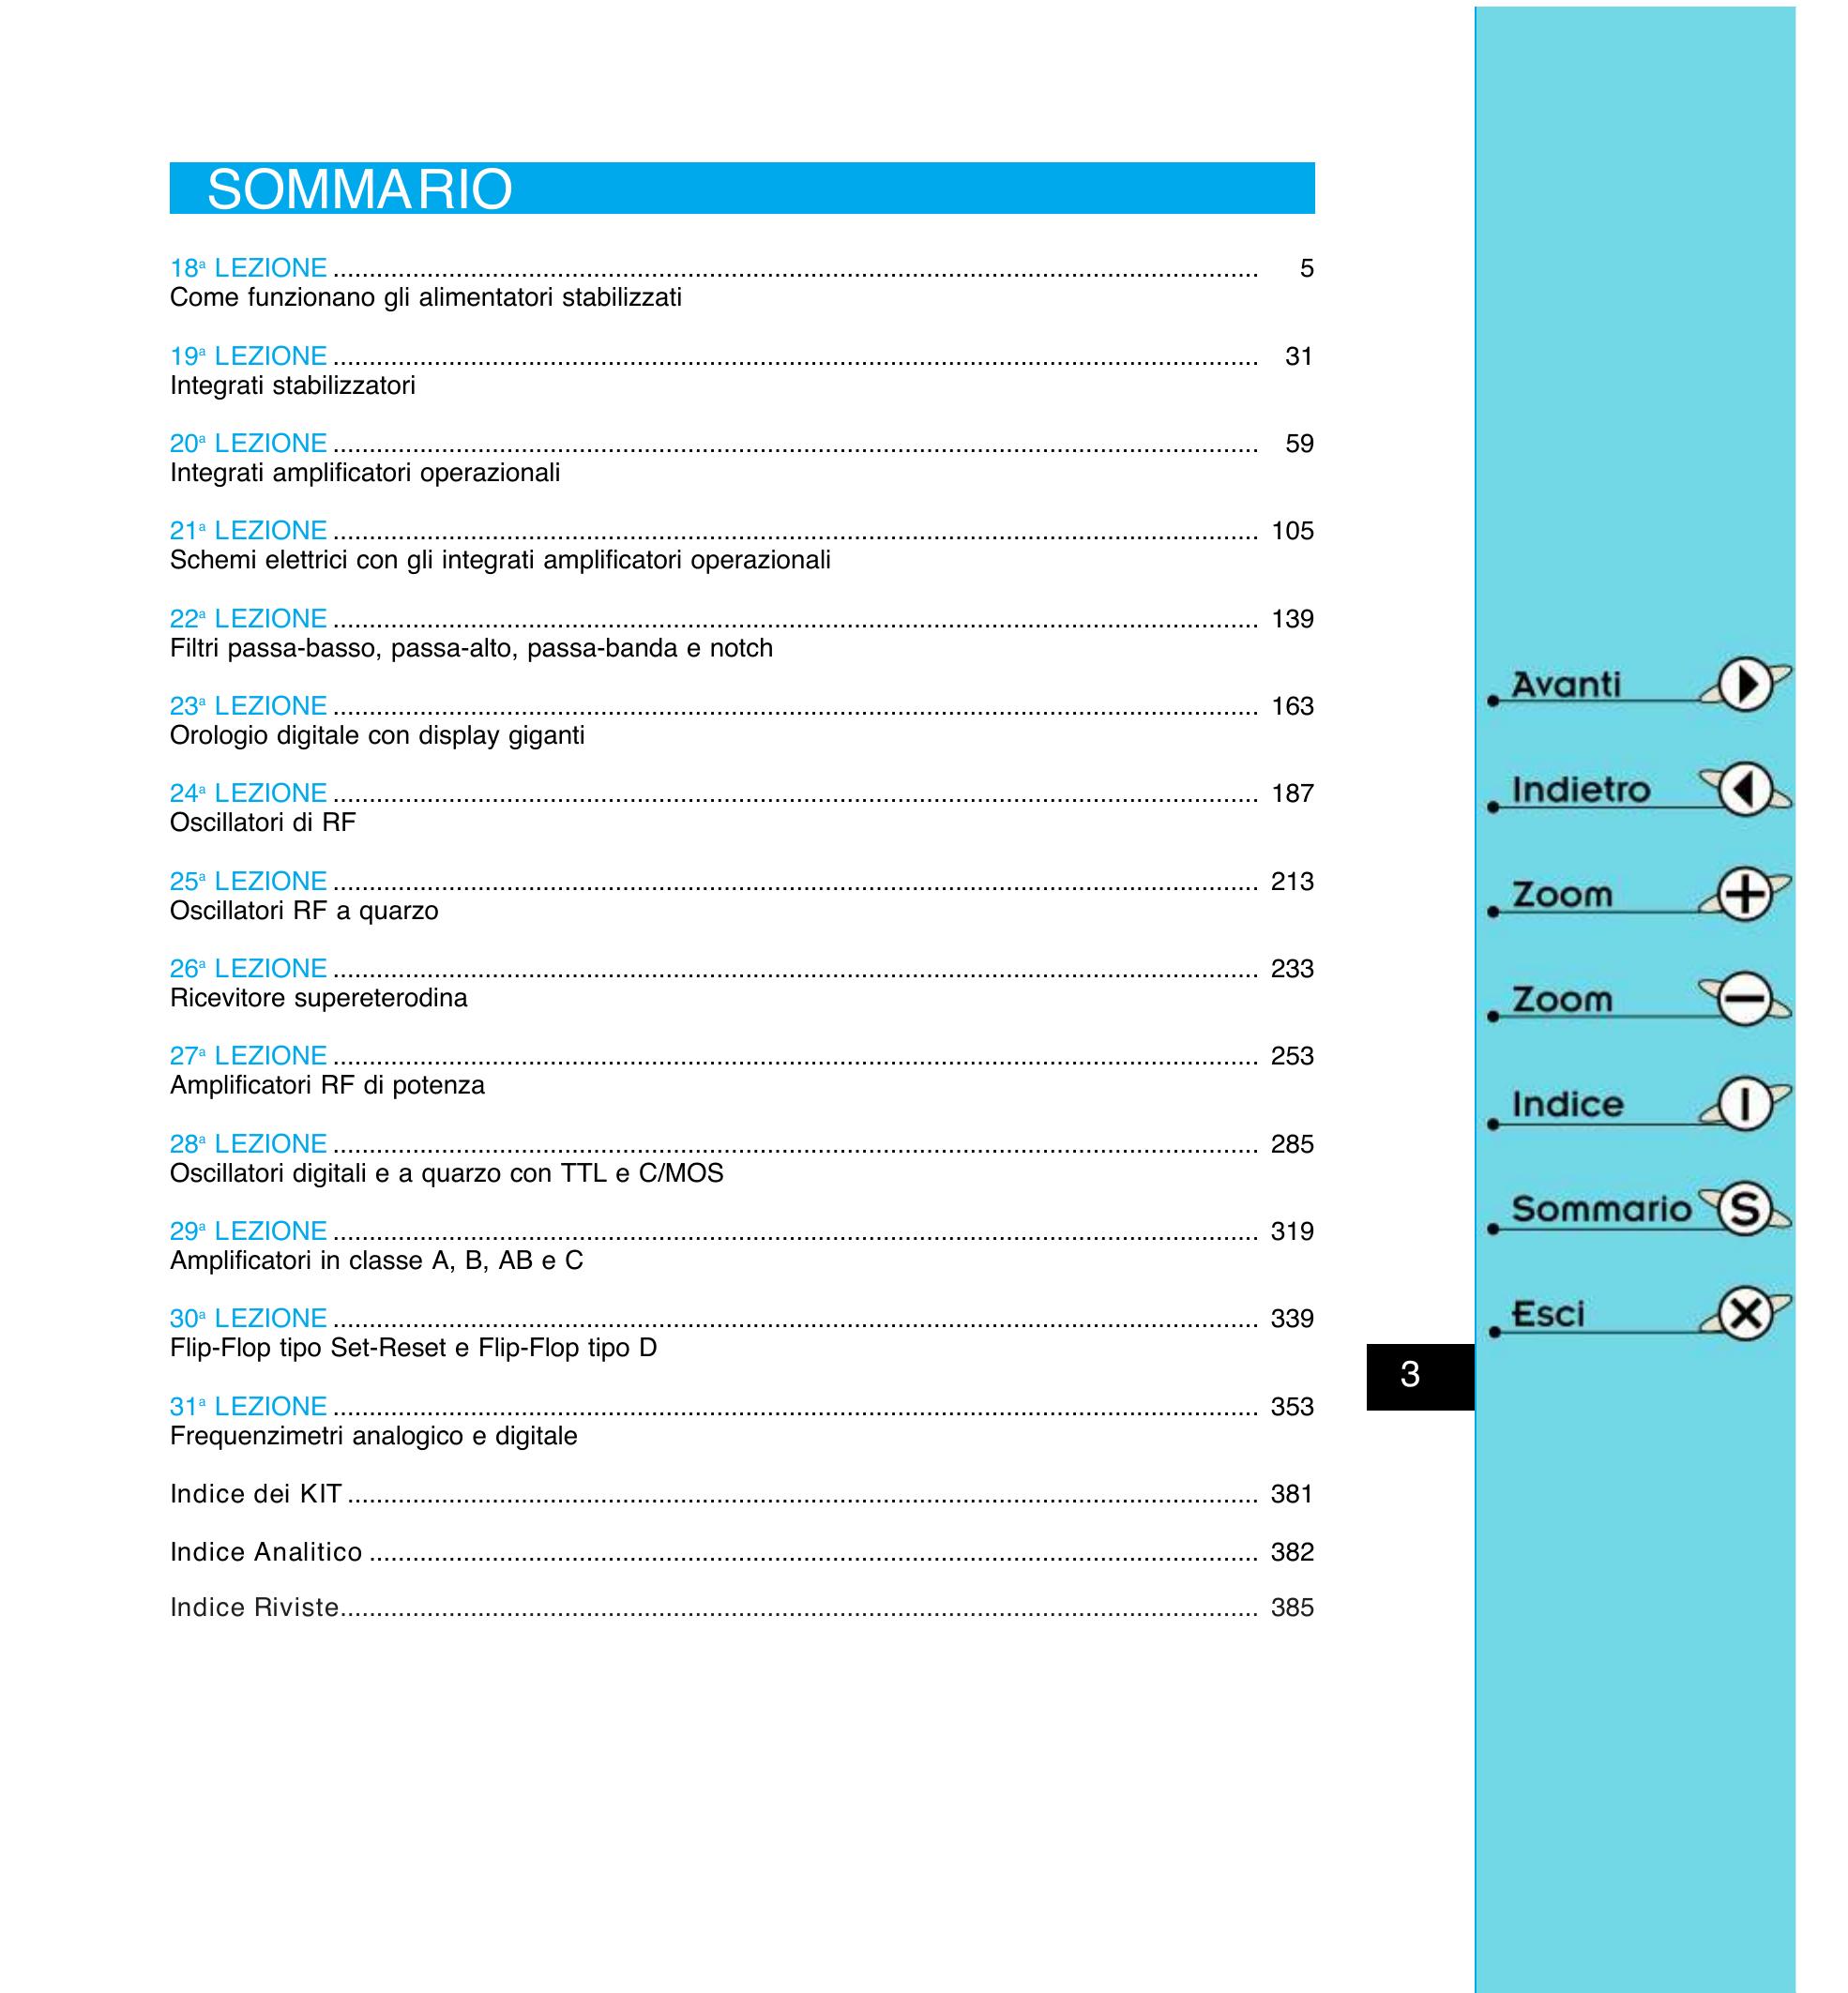 SOMMARIO
18ª LEZIONE ........ 5
Come funzionano gli alimentatori stabilizzati
19ª LEZIONE ........ 31
Integrati stabilizzatori
20ª LEZIONE ........ 59
Integrati amplificatori operazionali
21ª LEZIONE ........ 105
Schemi elettrici con gli integrati amplificatori operazionali
22ª LEZIONE ........ 139
Filtri passa-basso, passa-alto, passa-banda e notch
23ª LEZIONE ........ 163
Orologio digitale con display giganti
24ª LEZIONE ........ 187
Oscillatori di RF
25ª LEZIONE ........ 213
Oscillatori RF a quarzo
26ª LEZIONE ........ 233
Ricevitore supereterodina
27ª LEZIONE ........ 253
Amplificatori RF di potenza
28ª LEZIONE ........ 285
Oscillatori digitali e a quarzo con TTL e C/MOS
29ª LEZIONE ........ 319
Amplificatori in classe A, B, AB e C
30ª LEZIONE ........ 339
Flip-Flop tipo Set-Reset e Flip-Flop tipo D
31ª LEZIONE ........ 353
Frequenzimetri analogico e digitale
Indice dei KIT ........ 381
Indice Analitico ........ 382
Indice Riviste ........ 385
3
Avanti
Indietro
Zoom +
Zoom −
Indice I
Sommario S
Esci X